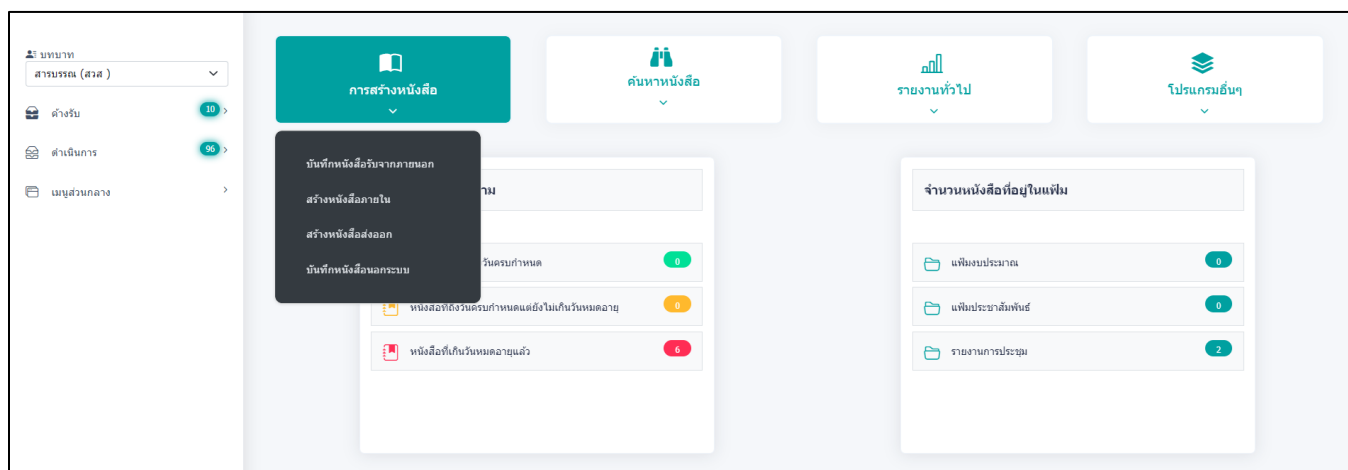 บทบาท
สารบรรณ (สวส )
ค้างรับ 10
ดำเนินการ 96
เมนูส่วนกลาง
การสร้างหนังสือ
ค้นหาหนังสือ
รายงานทั่วไป
โปรแกรมอื่นๆ
บันทึกหนังสือรับจากภายนอก
สร้างหนังสือภายใน
สร้างหนังสือส่งออก
บันทึกหนังสือนอกระบบ
าม
วันครบกำหนด 0
หนังสือที่ถึงวันครบกำหนดแต่ยังไม่เกินวันหมดอายุ 0
หนังสือที่เกินวันหมดอายุแล้ว 6
จำนวนหนังสือที่อยู่ในแฟ้ม
แฟ้มงบประมาณ 0
แฟ้มประชาสัมพันธ์ 0
รายงานการประชุม 2